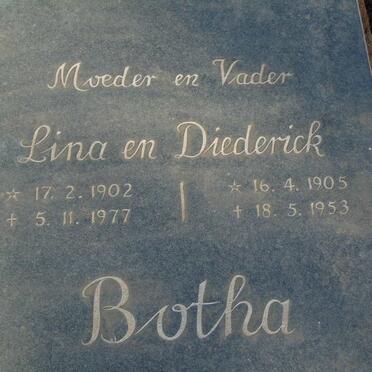 Moeder en Vader
Lina en Diederick
☆ 17. 2. 1902 | ☆ 16. 4. 1905
† 5. 11. 1977 | † 18. 5. 1953
Botha